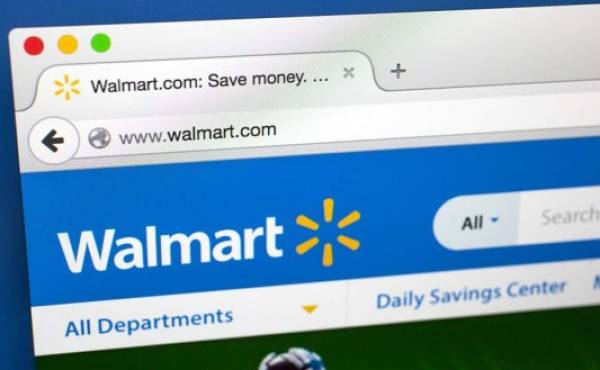 Walmart.com: Save money. ...
www.walmart.com
Walmart
All
Search
All Departments
Daily Savings Center